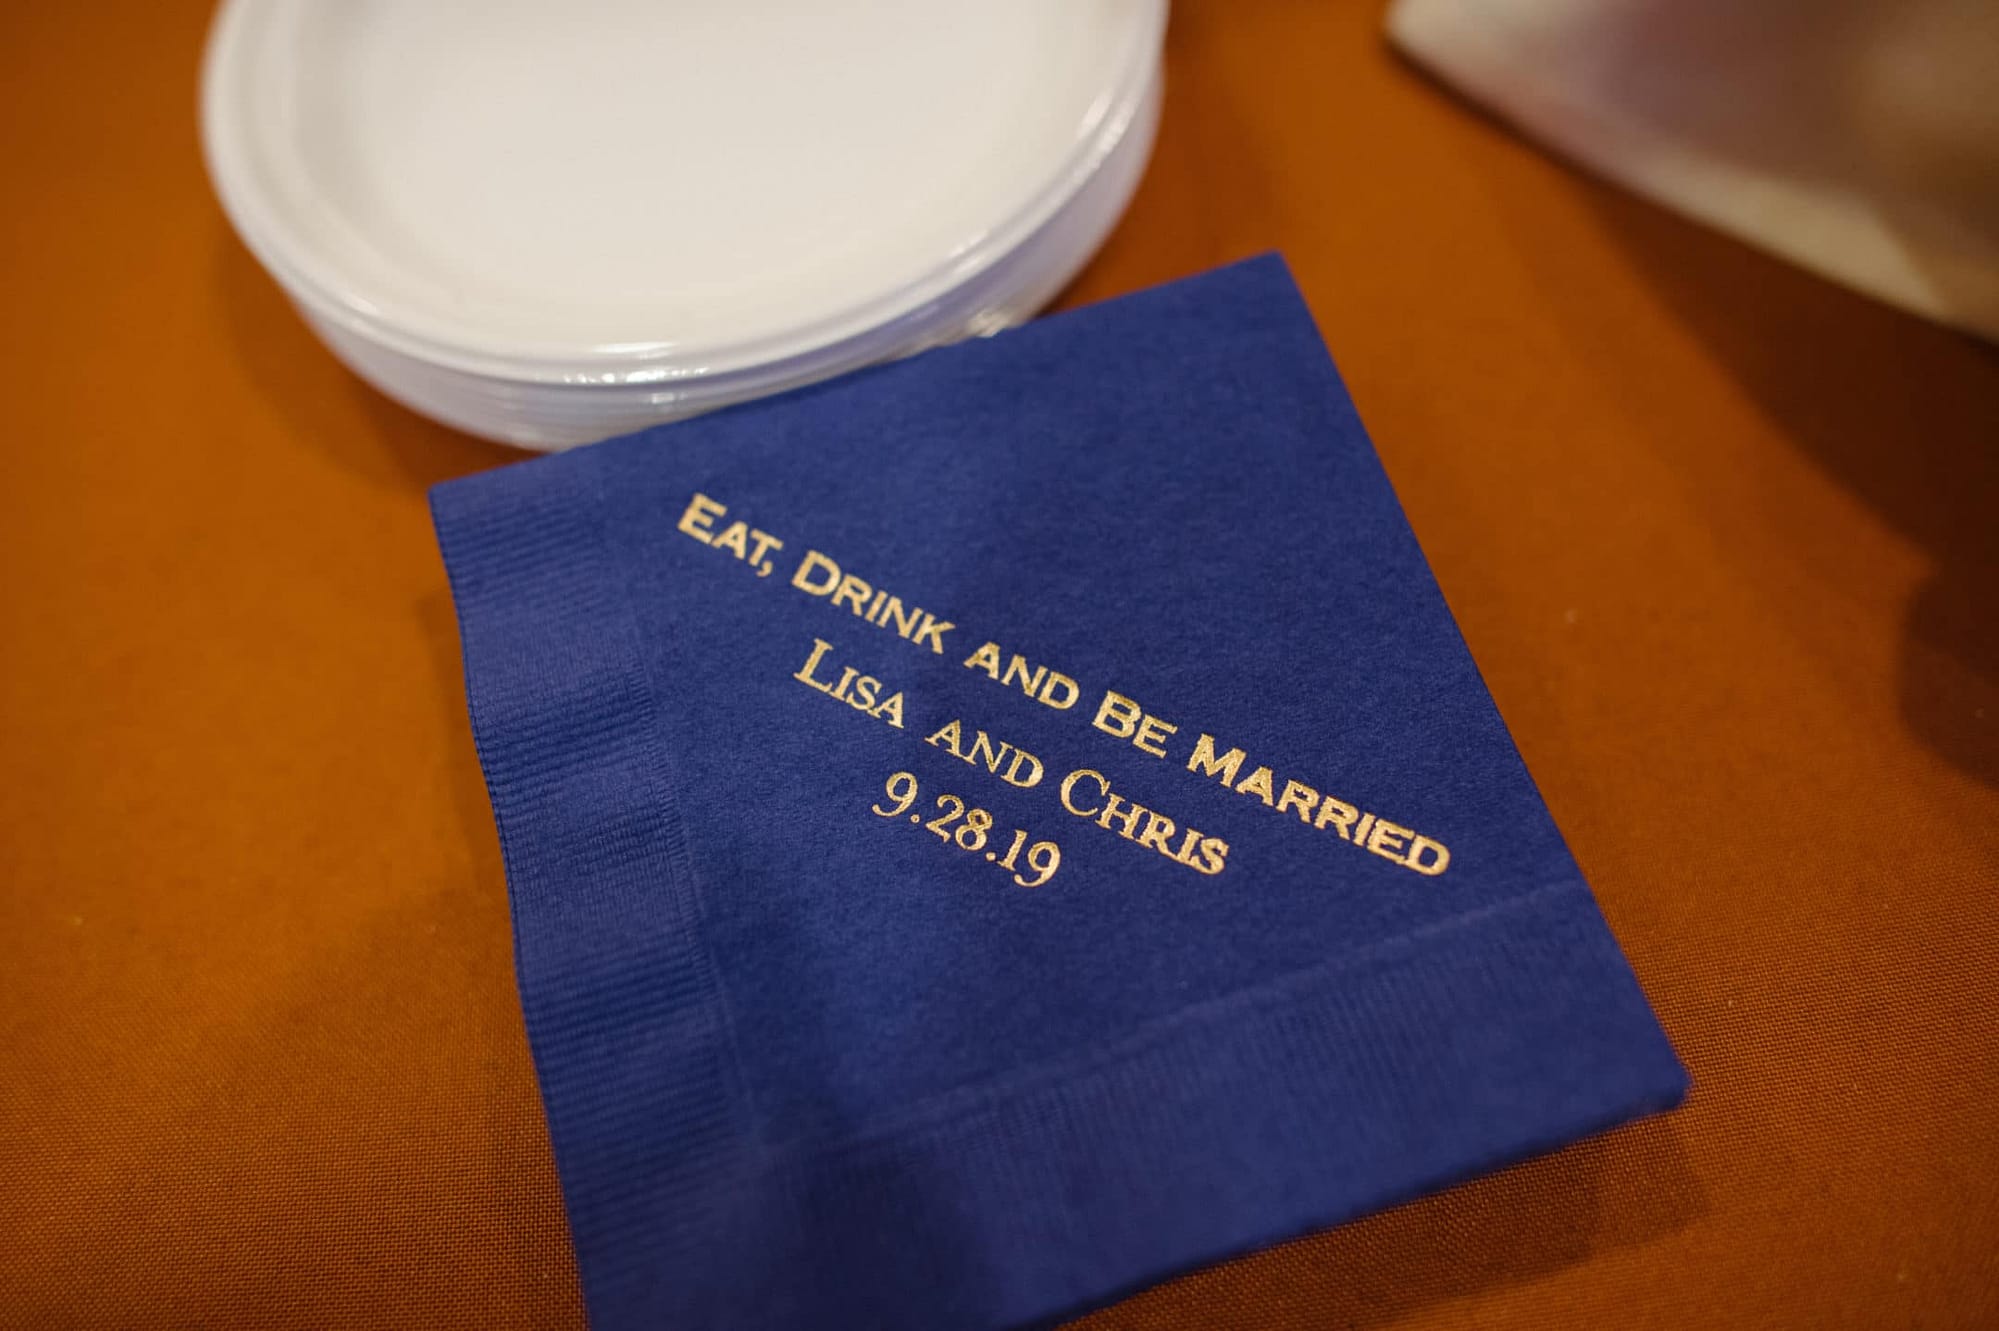 Eat, Drink and Be Married
Lisa and Chris
9.28.19